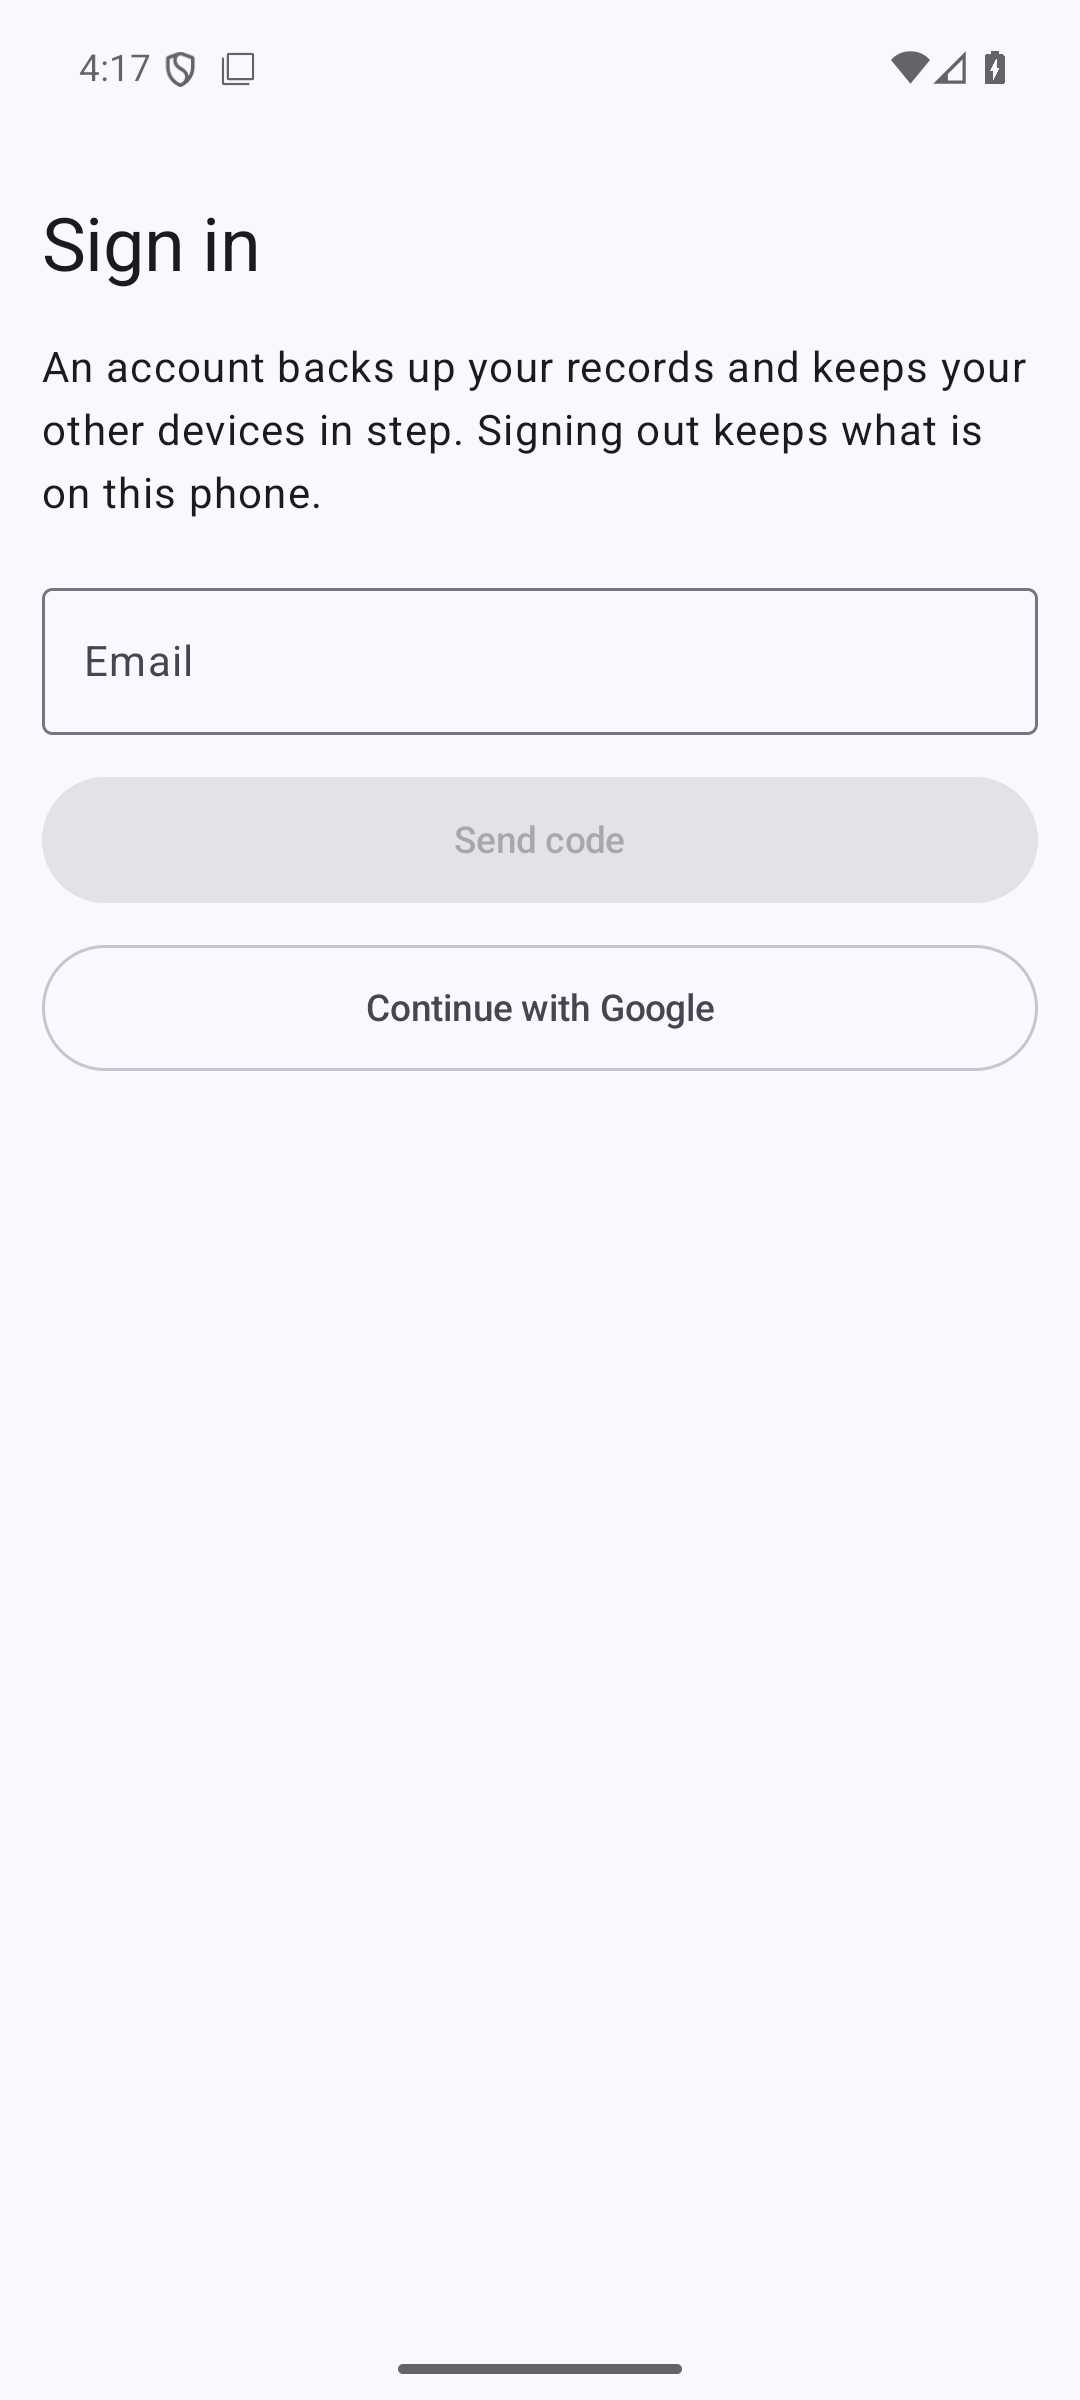 4:17
Sign in
An account backs up your records and keeps your
other devices in step. Signing out keeps what is
on this phone.
Email
Send code
Continue with Google